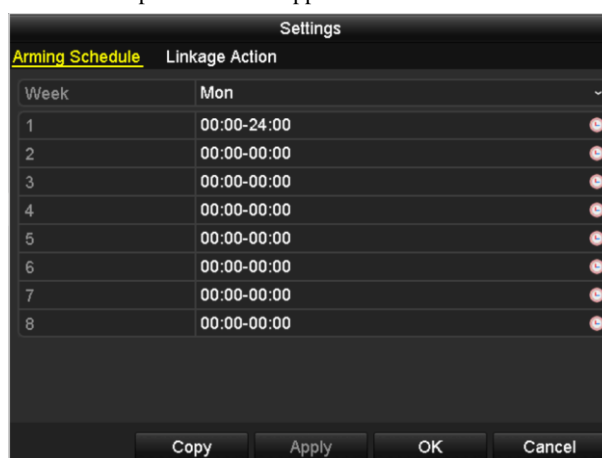 Settings
Arming Schedule Linkage Action
Week Mon
1 00:00-24:00
2 00:00-00:00
3 00:00-00:00
4 00:00-00:00
5 00:00-00:00
6 00:00-00:00
7 00:00-00:00
8 00:00-00:00
Copy Apply OK Cancel